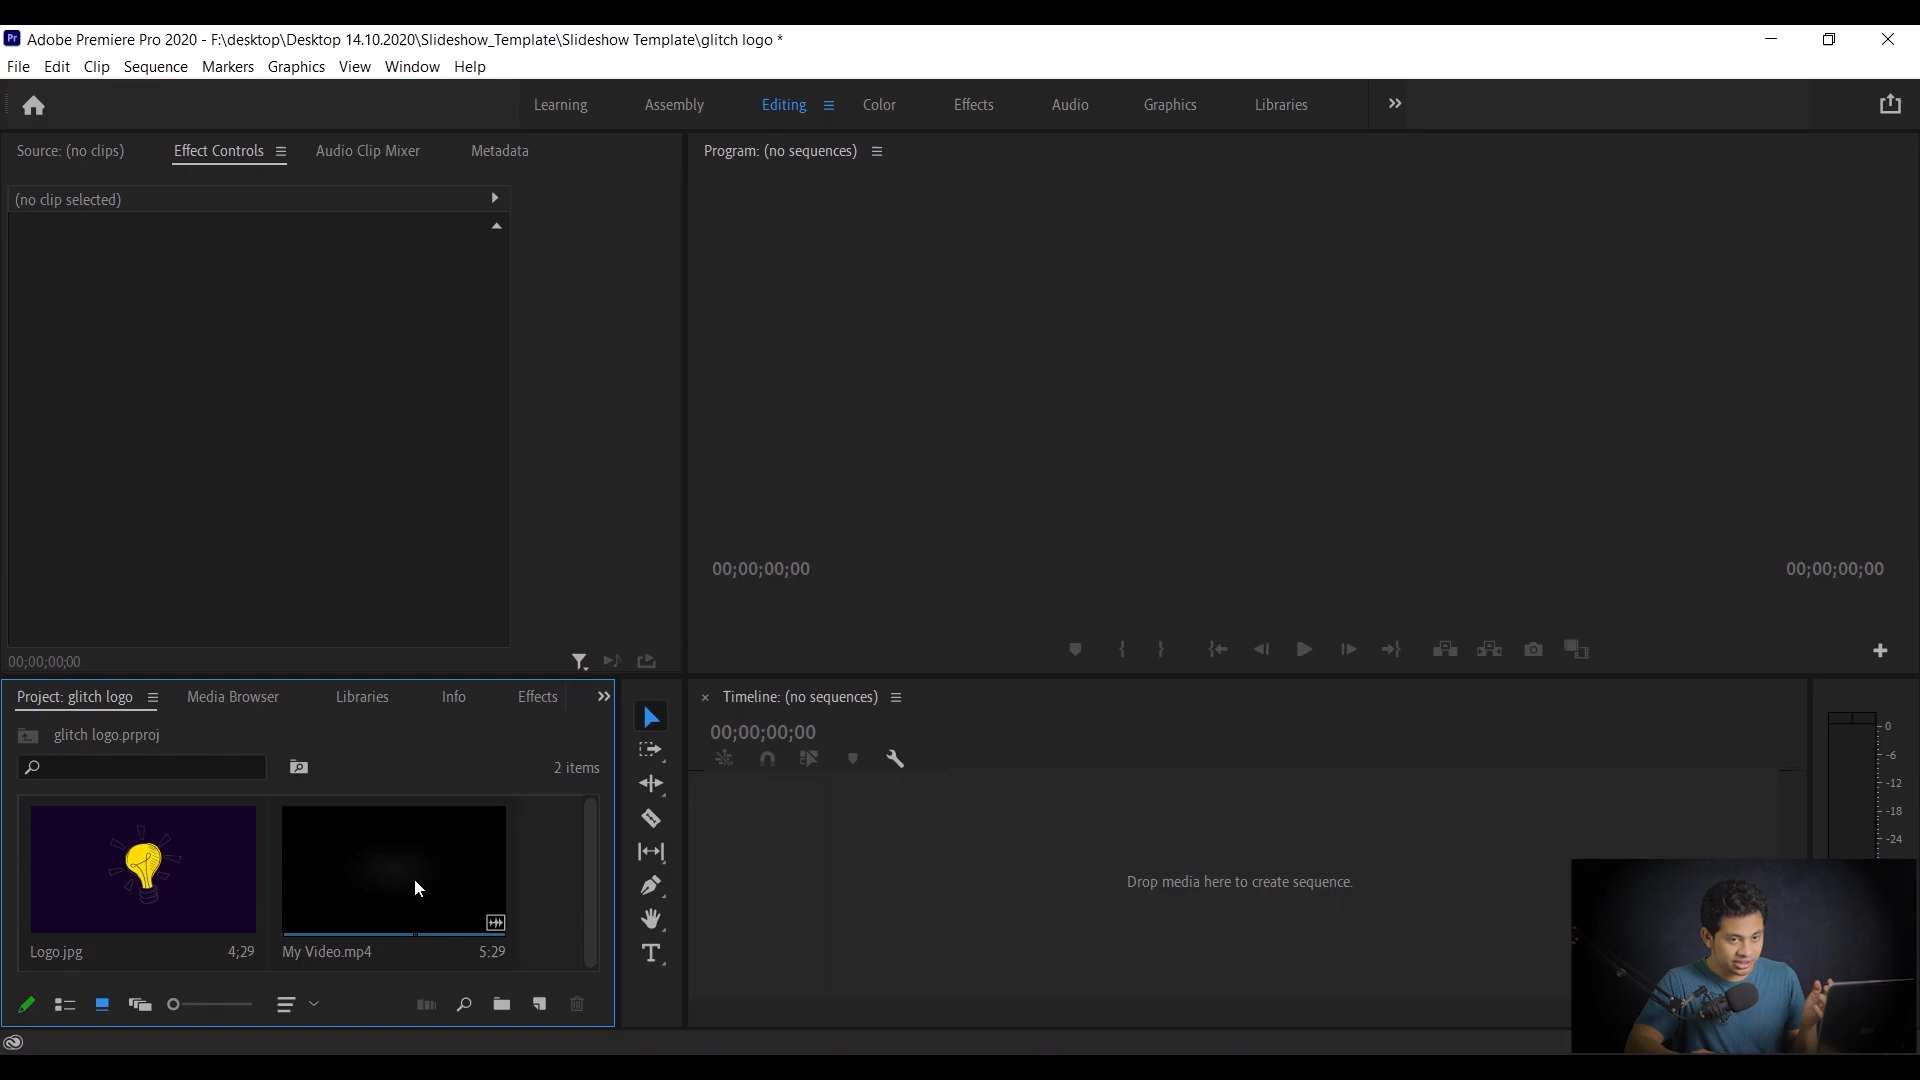 Pr Adobe Premiere Pro 2020 - F:\desktop\Desktop 14.10.2020\Slideshow_Template\Slideshow Template\glitch logo *
File Edit Clip Sequence Markers Graphics View Window Help
Learning Assembly Editing Color Effects Audio Graphics Libraries
Source: (no clips) Effect Controls Audio Clip Mixer Metadata
Program: (no sequences)
(no clip selected)
00;00;00;00 00;00;00;00
00;00;00;00
Project: glitch logo Media Browser Libraries Info Effects
Timeline: (no sequences)
glitch logo.prproj
00;00;00;00
2 items
0
-6
-12
-18
-24
Drop media here to create sequence.
Logo.jpg 4;29
My Video.mp4 5:29